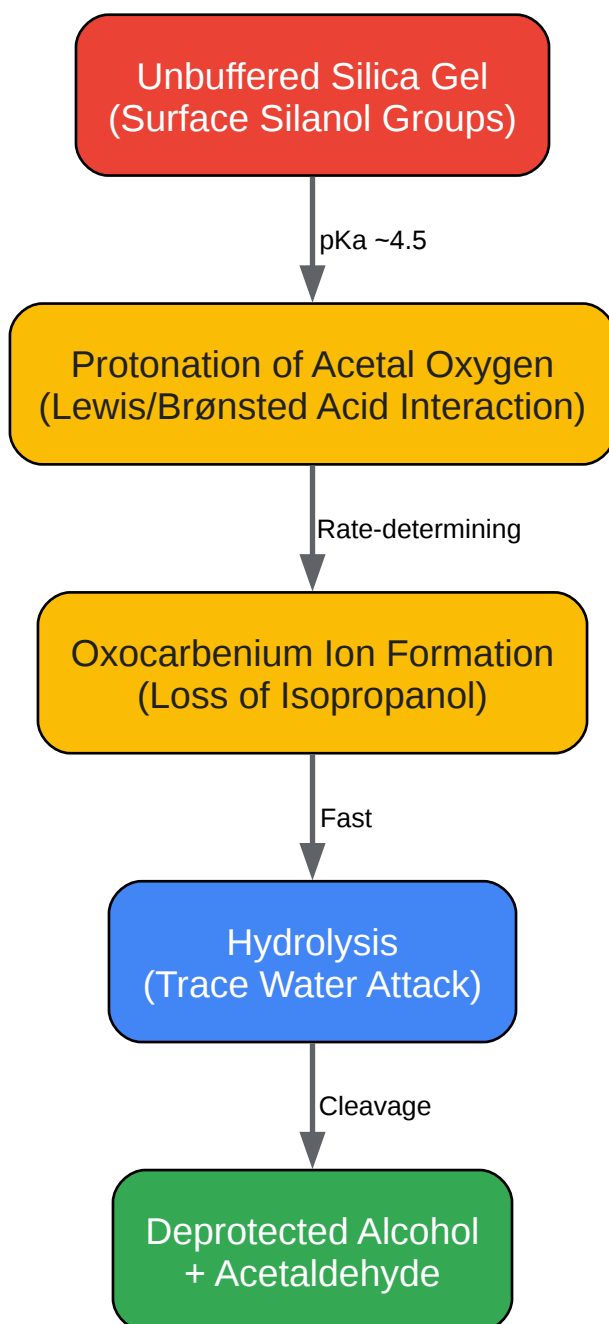 Unbuffered Silica Gel
(Surface Silanol Groups)
pKa ~4.5
Protonation of Acetal Oxygen
(Lewis/Brønsted Acid Interaction)
Rate-determining
Oxocarbenium Ion Formation
(Loss of Isopropanol)
Fast
Hydrolysis
(Trace Water Attack)
Cleavage
Deprotected Alcohol
+ Acetaldehyde